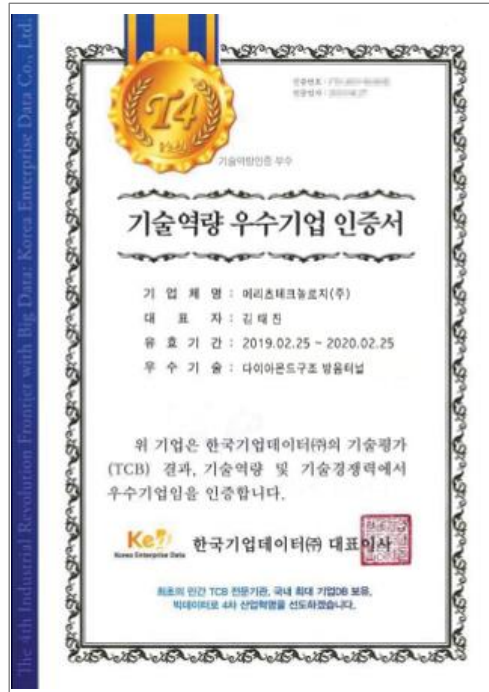 The 4th Industrial Revolution Frontier with Big Data: Korea Enterprise Data Co., Ltd.
인증번호 :
인증일자 :
T4
기술역량인증 우수
기술역량 우수기업 인증서
기 업 체 명 : 메리츠테크놀로지(주)
대 표 자 : 김태진
유 효 기 간 : 2019.02.25 ~ 2020.02.25
우 수 기 술 : 다이아몬드구조 방음터널
위 기업은 한국기업데이터㈜의 기술평가
(TCB) 결과, 기술역량 및 기술경쟁력에서
우수기업임을 인증합니다.
KeD 한국기업데이터㈜ 대표이사
Korea Enterprise Data
최초의 민간 TCB 전문기관, 국내 최대 기업DB 보유,
빅데이터로 4차 산업혁명을 선도하겠습니다.